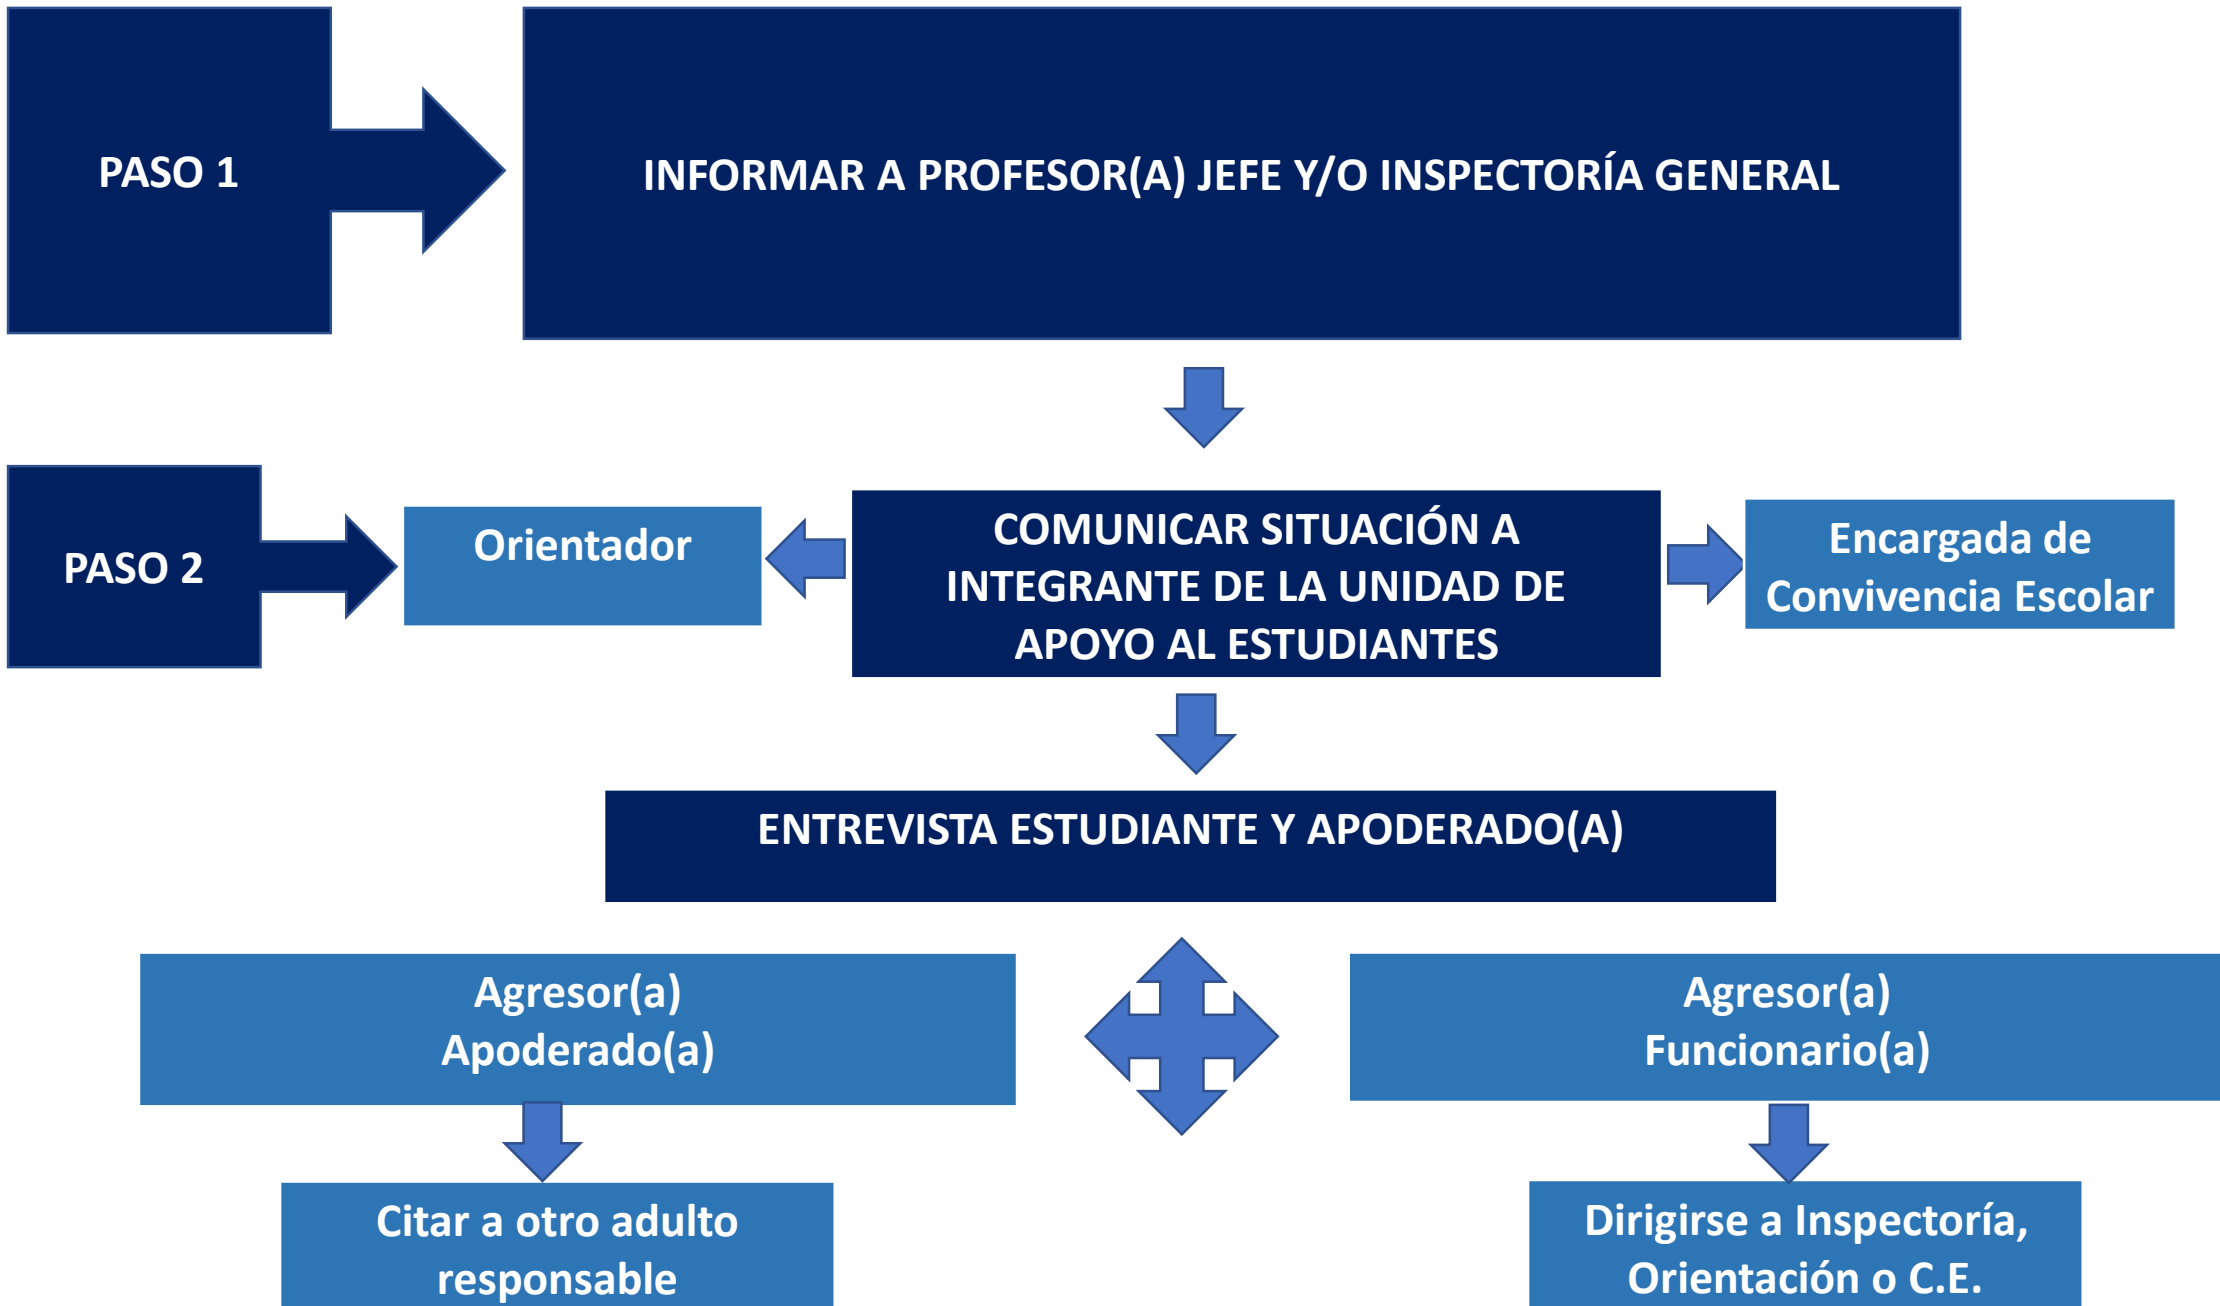 PASO 1
INFORMAR A PROFESOR(A) JEFE Y/O INSPECTORÍA GENERAL
PASO 2
Orientador
COMUNICAR SITUACIÓN A
INTEGRANTE DE LA UNIDAD DE
APOYO AL ESTUDIANTES
Encargada de
Convivencia Escolar
ENTREVISTA ESTUDIANTE Y APODERADO(A)
Agresor(a)
Apoderado(a)
Agresor(a)
Funcionario(a)
Citar a otro adulto
responsable
Dirigirse a Inspectoría,
Orientación o C.E.